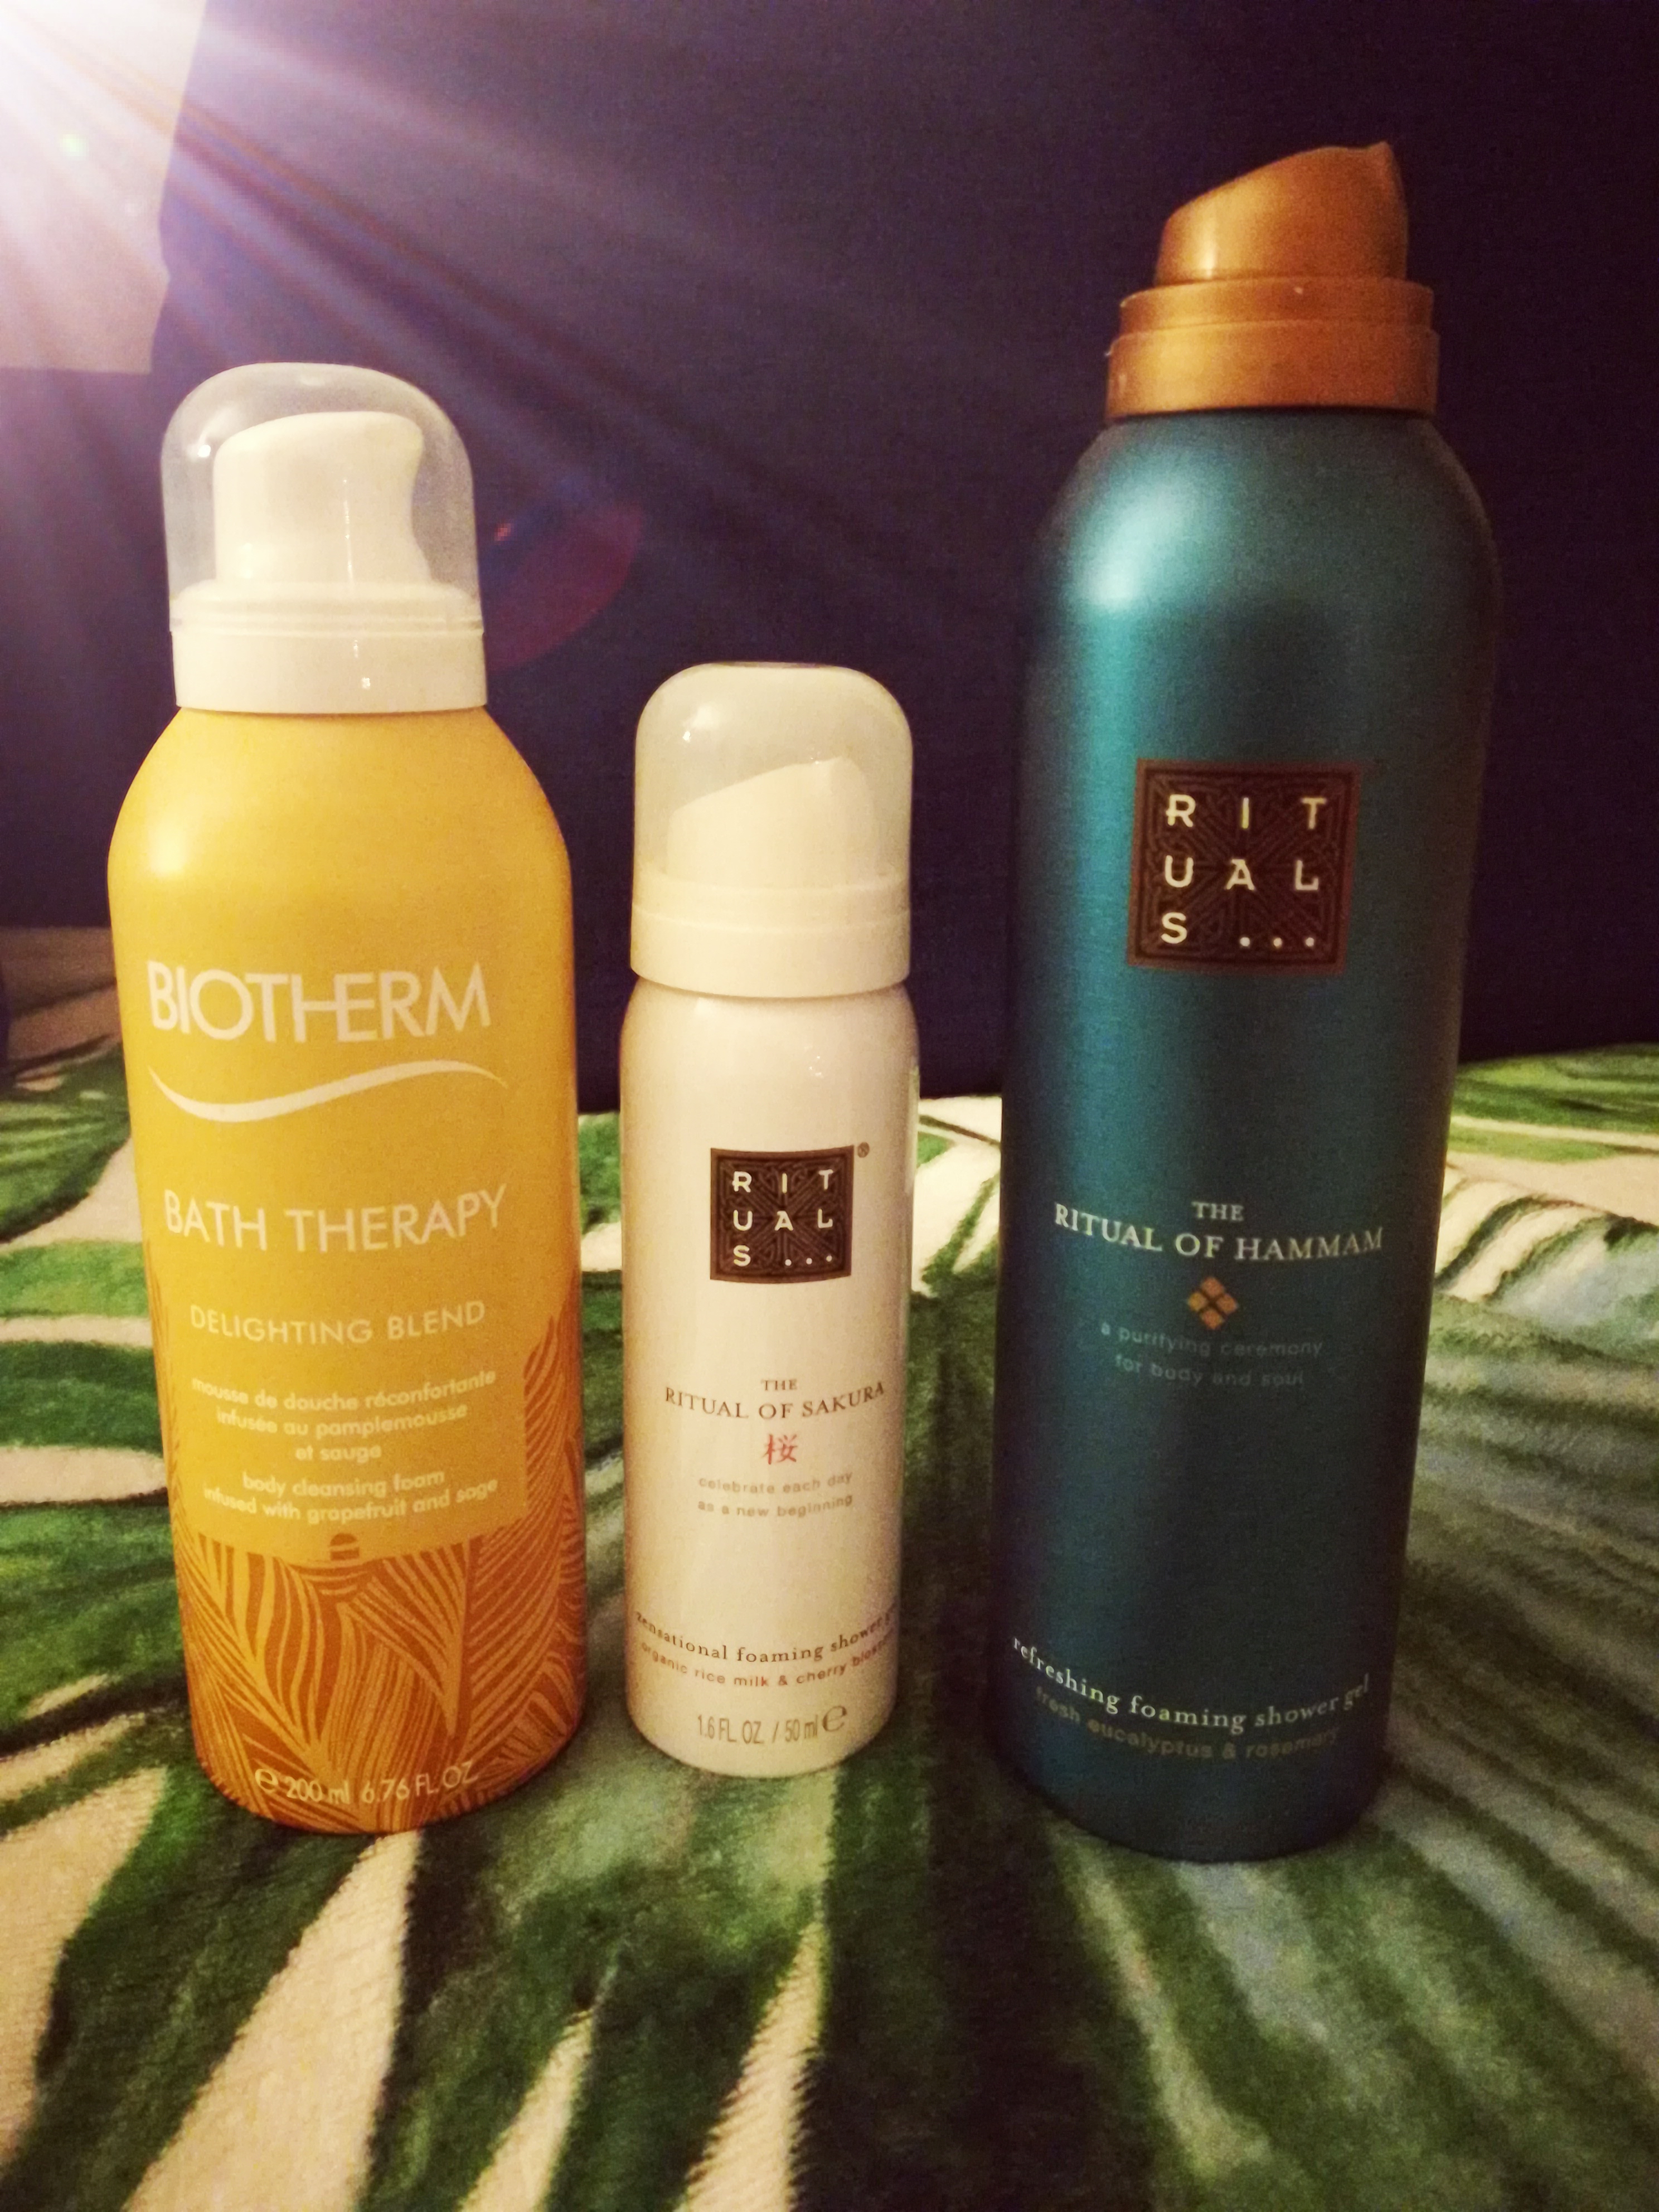 BIOTHERM
BATH THERAPY
DELIGHTING BLEND
mousse de douche réconfortante
infusée au pamplemousse
et sauge
body cleansing foam
infused with grapefruit and sage
e 200 ml 6.76 FL.OZ.
RIT
UAL
S... ®
THE
RITUAL OF SAKURA
桜
celebrate each day
as a new beginning
foaming shower
organic rice milk & cherry
1.6 FL. OZ. / 50 ml e
RIT
UAL
S...
THE
RITUAL OF HAMMAM
a purifying ceremony
for body and soul
refreshing foaming shower gel
fresh eucalyptus & rosemary